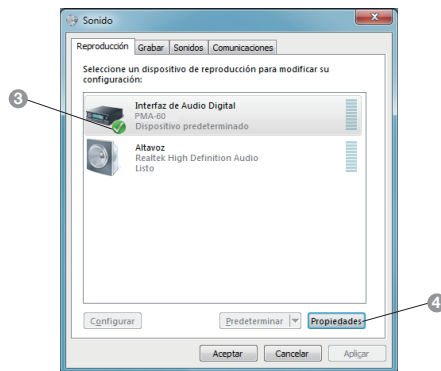 Sonido
Reproducción Grabar Sonidos Comunicaciones
Seleccione un dispositivo de reproducción para modificar su
configuración:
3
Interfaz de Audio Digital
PMA-60
Dispositivo predeterminado
Altavoz
Realtek High Definition Audio
Listo
4
Configurar Predeterminar Propiedades
Aceptar Cancelar Aplicar